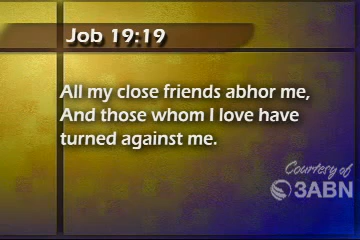 Job 19:19
All my close friends abhor me,
And those whom I love have
turned against me.
Courtesy of
3ABN